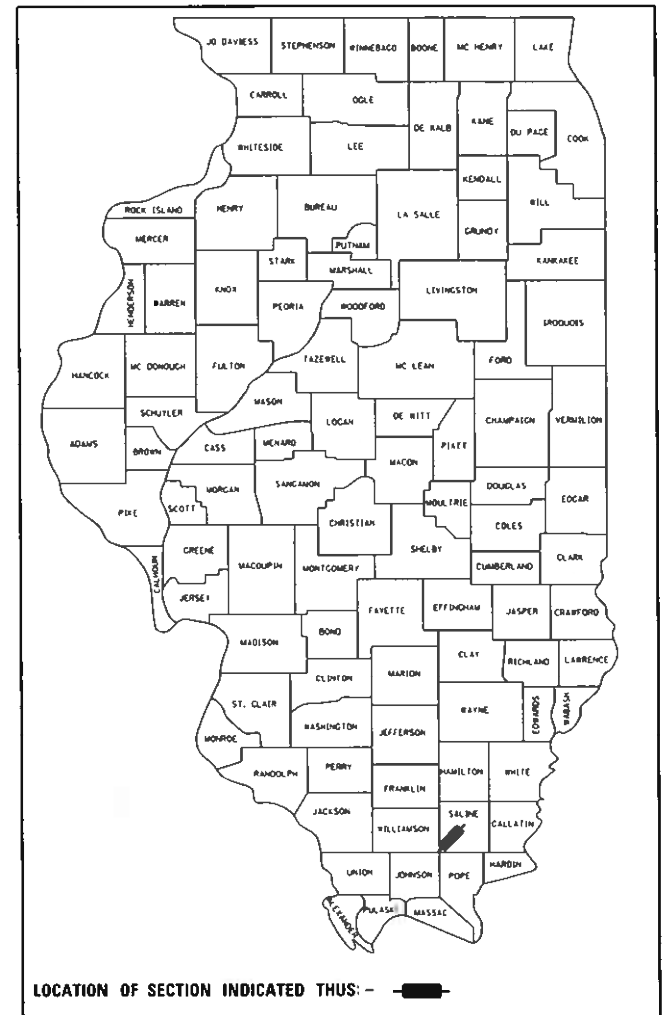 JO DAVIESS STEPHENSON WINNEBAGO BOONE MC HENRY LAKE
CARROLL OGLE DE KALB KANE DU PAGE COOK
WHITESIDE LEE KENDALL WILL
ROCK ISLAND HENRY BUREAU LA SALLE GRUNDY
MERCER STARK PUTNAM MARSHALL KANKAKEE
HENDERSON WARREN KNOX PEORIA WOODFORD LIVINGSTON IROQUOIS
HANCOCK MC DONOUGH FULTON TAZEWELL MC LEAN FORD
SCHUYLER MASON LOGAN DE WITT CHAMPAIGN VERMILION
ADAMS BROWN CASS MENARD MACON PIATT
PIKE SCOTT MORGAN SANGAMON CHRISTIAN MOULTRIE DOUGLAS EDGAR
COLES
CALHOUN GREENE MACOUPIN MONTGOMERY SHELBY CUMBERLAND CLARK
JERSEY FAYETTE EFFINGHAM JASPER CRAWFORD
MADISON BOND CLAY RICHLAND LAWRENCE
CLINTON MARION
ST. CLAIR WASHINGTON WAYNE EDWARDS WABASH
MONROE JEFFERSON
RANDOLPH PERRY HAMILTON WHITE
FRANKLIN
JACKSON WILLIAMSON SALINE GALLATIN
UNION JOHNSON POPE HARDIN
ALEXANDER PULASKI MASSAC
LOCATION OF SECTION INDICATED THUS: -